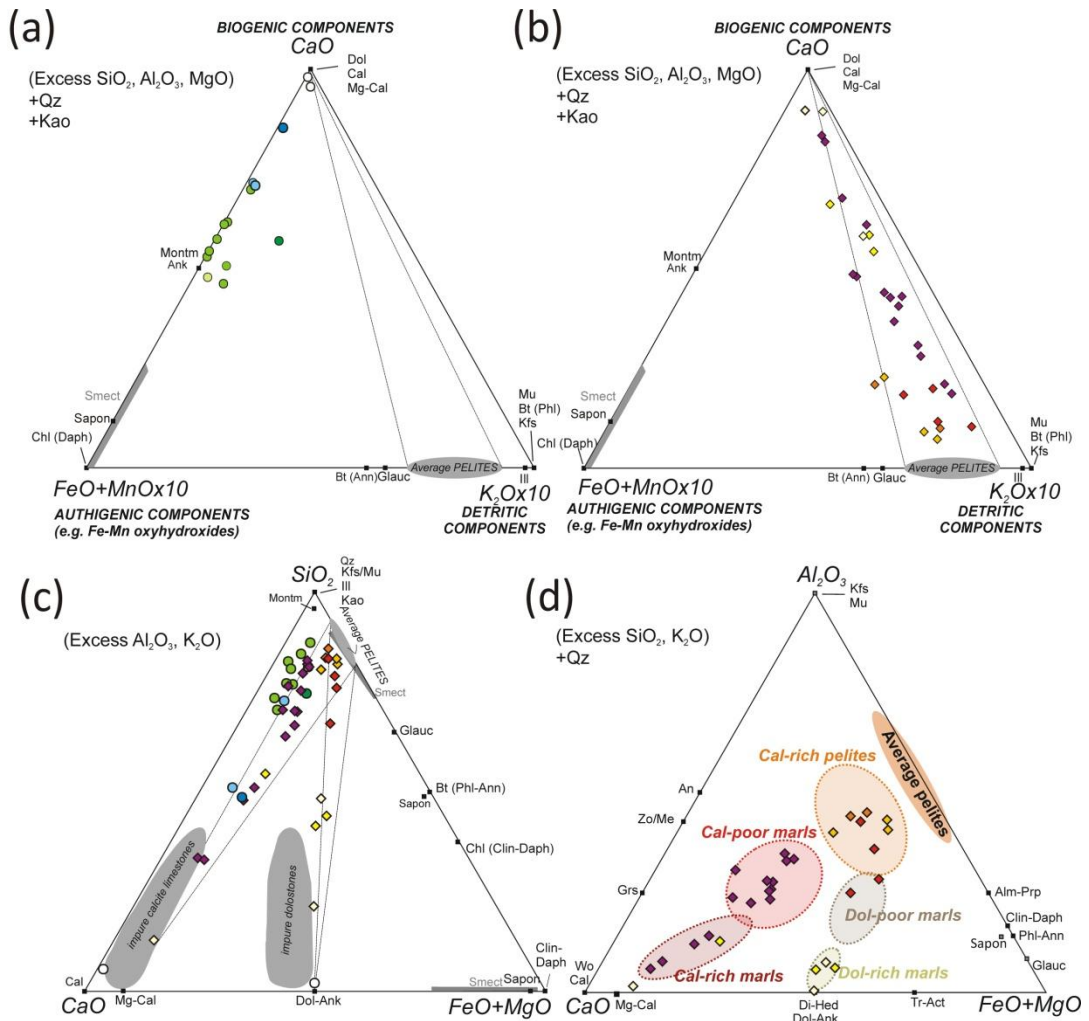 (a)
BIOGENIC COMPONENTS
CaO
Dol
Cal
Mg-Cal
(Excess SiO₂, Al₂O₃, MgO)
+Qz
+Kao
Montm
Ank
Smect
Sapon
Chl (Daph)
Mu
Bt (Phl)
Kfs
Average PELITES
Bt (Ann)Glauc
Ill
FeO+MnOx10
K₂Ox10
AUTHIGENIC COMPONENTS
(e.g. Fe-Mn oxyhydroxides)
DETRITIC
COMPONENTS
(b)
BIOGENIC COMPONENTS
CaO
Dol
Cal
Mg-Cal
(Excess SiO₂, Al₂O₃, MgO)
+Qz
+Kao
Montm
Ank
Smect
Sapon
Chl (Daph)
Mu
Bt (Phl)
Kfs
Average PELITES
Bt (Ann) Glauc
Ill
FeO+MnOx10
K₂Ox10
AUTHIGENIC COMPONENTS
(e.g. Fe-Mn oxyhydroxides)
DETRITIC
COMPONENTS
(c)
SiO₂
Qz
Kfs/Mu
Ill
Kao
Montm
(Excess Al₂O₃, K₂O)
Average PELITES
Smect
Glauc
Bt (Phl-Ann)
Sapon
Chl (Clin-Daph)
impure calcite limestones
impure dolostones
Clin-
Daph
Cal
Smect
Sapon
CaO
Mg-Cal
Dol-Ank
FeO+MgO
(d)
Al₂O₃
Kfs
Mu
(Excess SiO₂, K₂O)
+Qz
Average pelites
Cal-rich pelites
An
Zo/Me
Cal-poor marls
Grs
Alm-Prp
Dol-poor marls
Clin-Daph
Sapon
Phl-Ann
Glauc
Wo
Cal
Cal-rich marls
Dol-rich marls
CaO
Mg-Cal
Di-Hed
Dol-Ank
Tr-Act
FeO+MgO